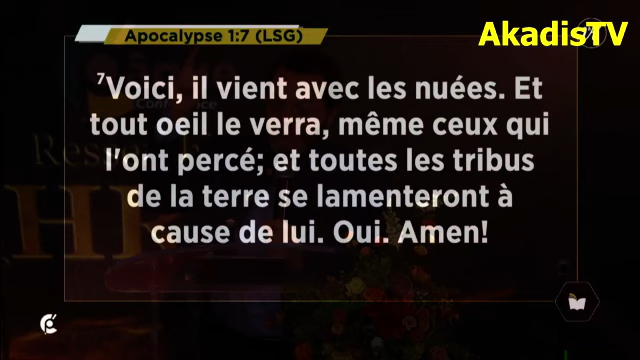 Apocalypse 1:7 (LSG)
AkadisTV
⁷Voici, il vient avec les nuées. Et
tout oeil le verra, même ceux qui
l'ont percé; et toutes les tribus
de la terre se lamenteront à
cause de lui. Oui. Amen!